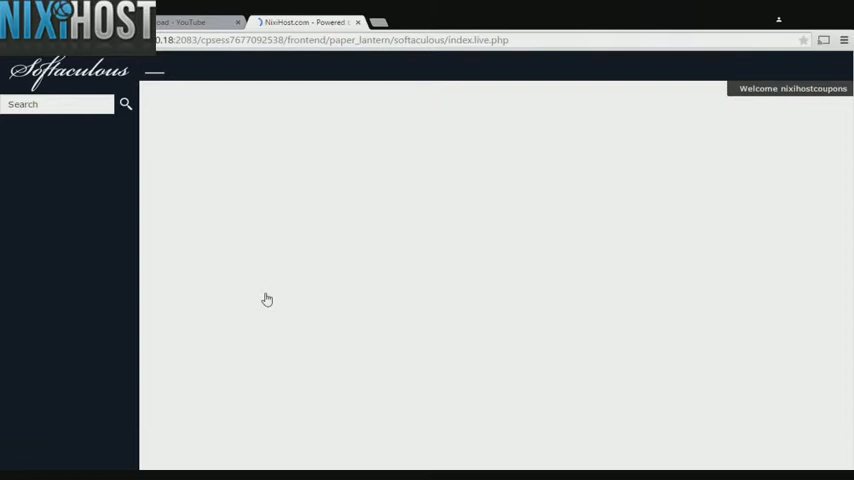 NIXIHOST
oad - YouTube
NixiHost.com - Powered
0.18:2083/cpsess7677092538/frontend/paper_lantern/softaculous/index.live.php
Softaculous
Welcome nixihostcoupons
Search